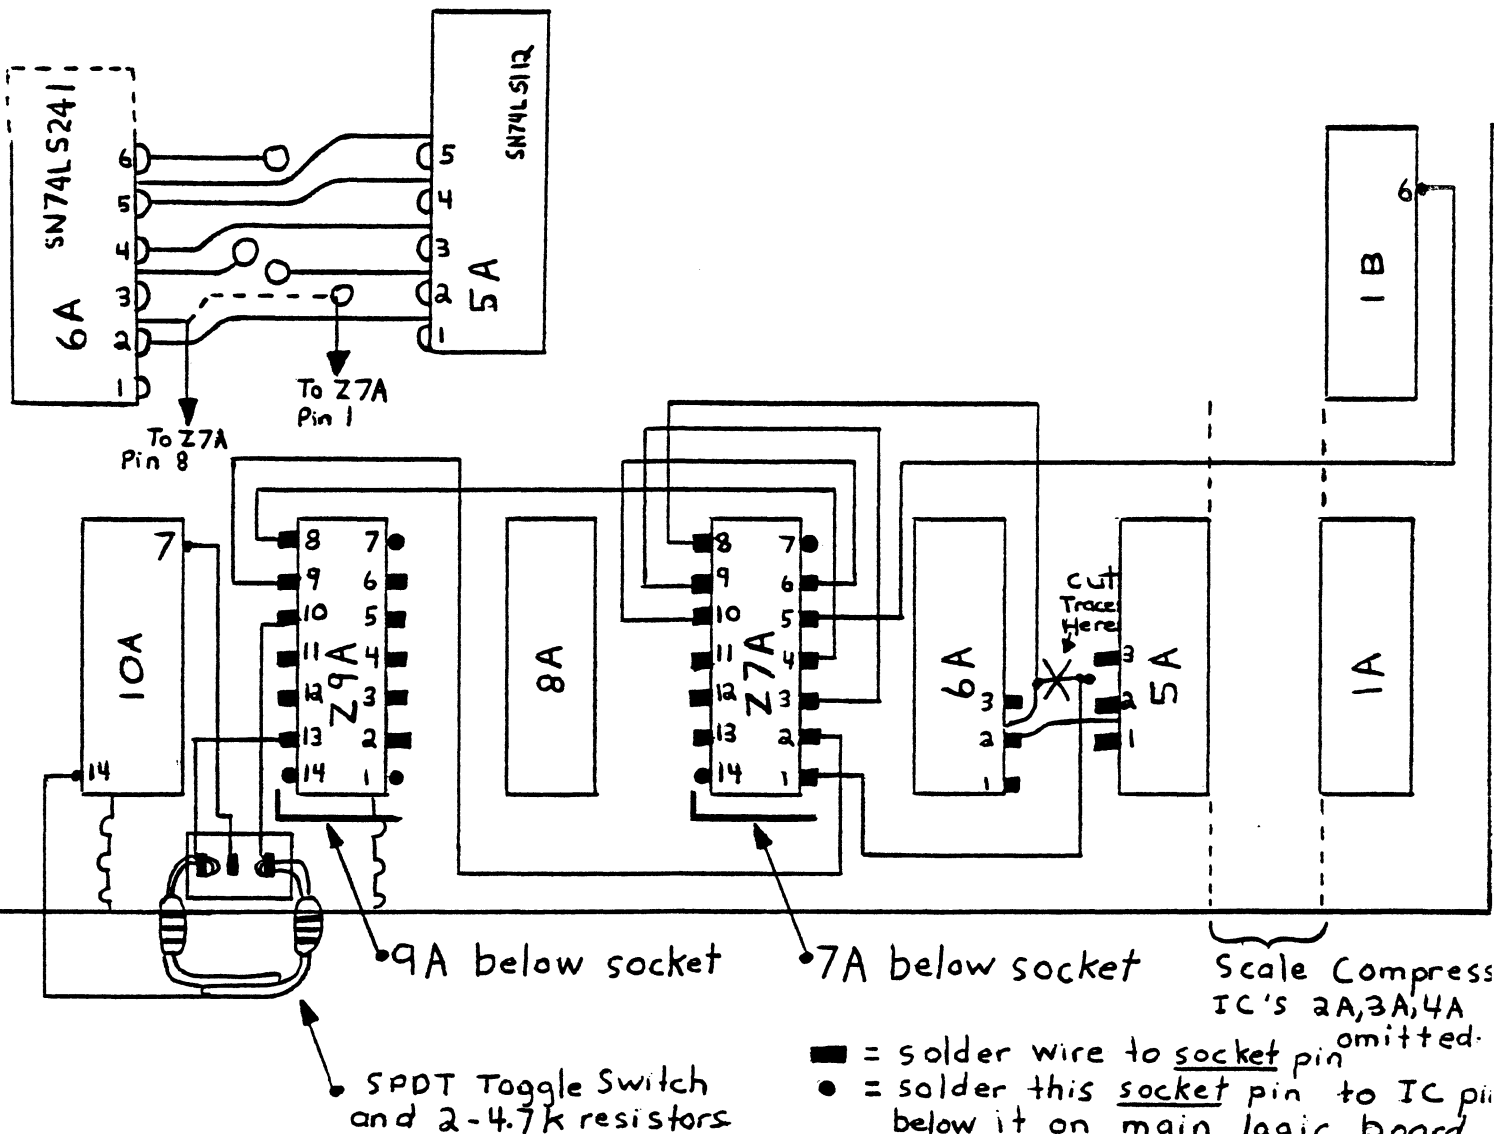 SN74LS241
6A
6
5
4
3
2
1
SN74LS112
5A
5
4
3
2
1
To Z7A
Pin 1
To Z7A
Pin 8
1B
6
10A
7
14
Z9A
8 7
9 6
10 5
11 4
12 3
13 2
14 1
8A
Z7A
8 7
9 6
10 5
11 4
12 3
13 2
14 1
6A
3
2
1
Cut
Trace
Here
5A
3
2
1
1A
9A below socket
7A below socket
Scale Compress
IC's 2A,3A,4A
omitted.
SPDT Toggle Switch
and 2-4.7K resistors
= solder wire to socket pin
= solder this socket pin to IC pi
below it on main logic board